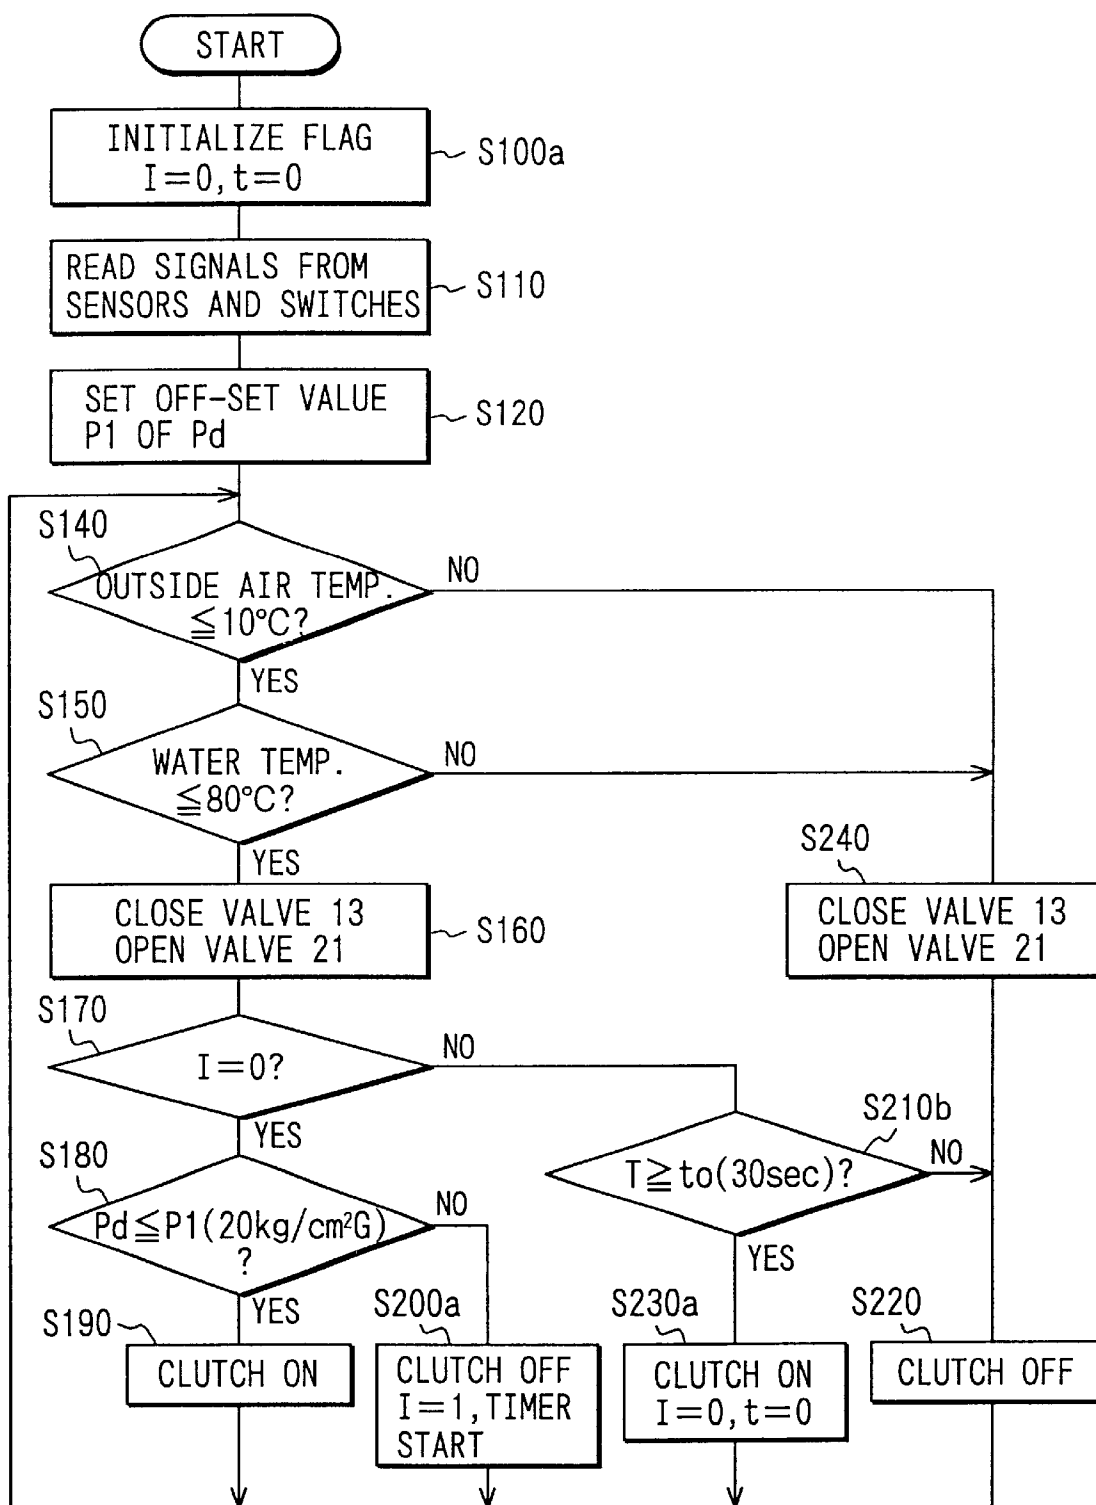 START
INITIALIZE FLAG
I=0,t=0
S100a
READ SIGNALS FROM
SENSORS AND SWITCHES
S110
SET OFF-SET VALUE
P1 OF Pd
S120
S140
OUTSIDE AIR TEMP.
≦10°C?
NO
YES
S150
WATER TEMP.
≦80°C?
NO
YES
CLOSE VALVE 13
OPEN VALVE 21
S160
S240
CLOSE VALVE 13
OPEN VALVE 21
S170
I=0?
NO
YES
S210b
T≧to(30sec)?
NO
YES
S180
Pd≦P1(20kg/cm²G)
?
NO
YES
S190
CLUTCH ON
S200a
CLUTCH OFF
I=1,TIMER
START
S230a
CLUTCH ON
I=0,t=0
S220
CLUTCH OFF